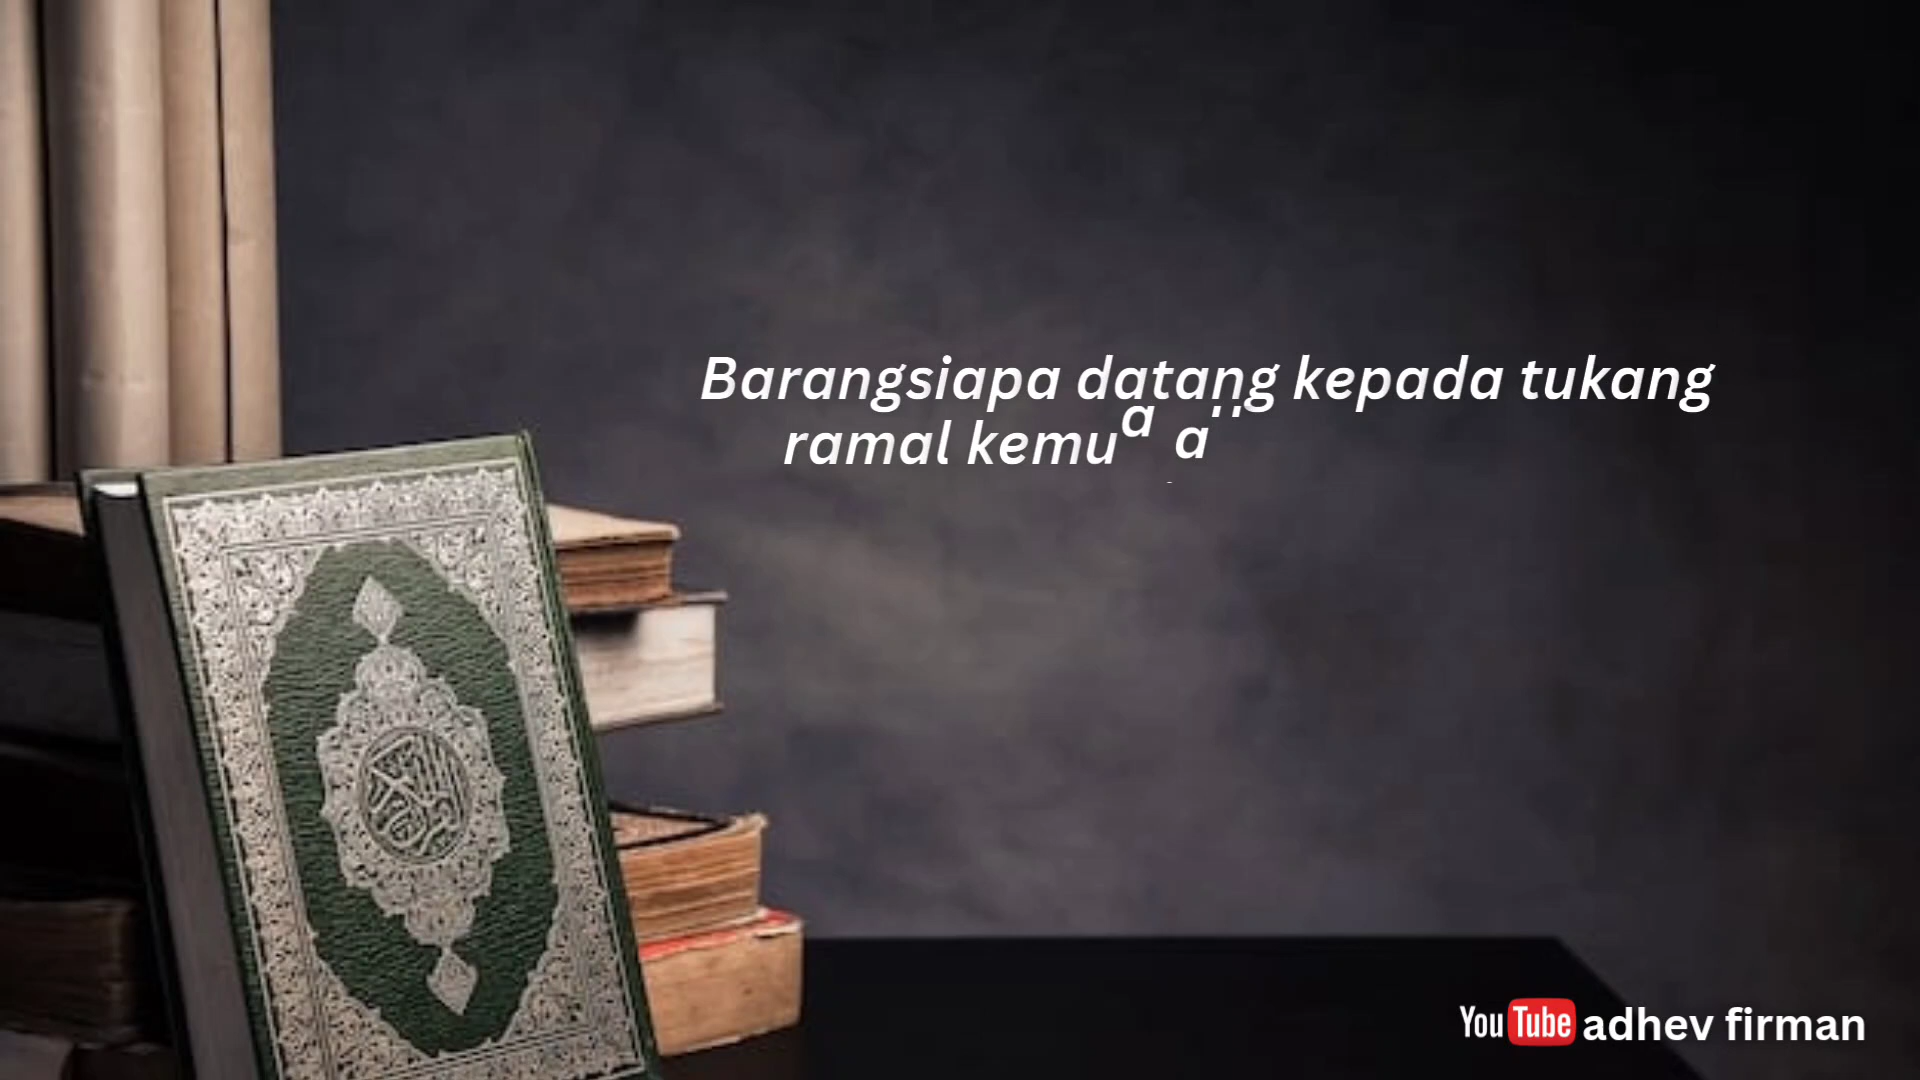 Barangsiapa datang kepada tukang
ramal
YouTube adhev firman